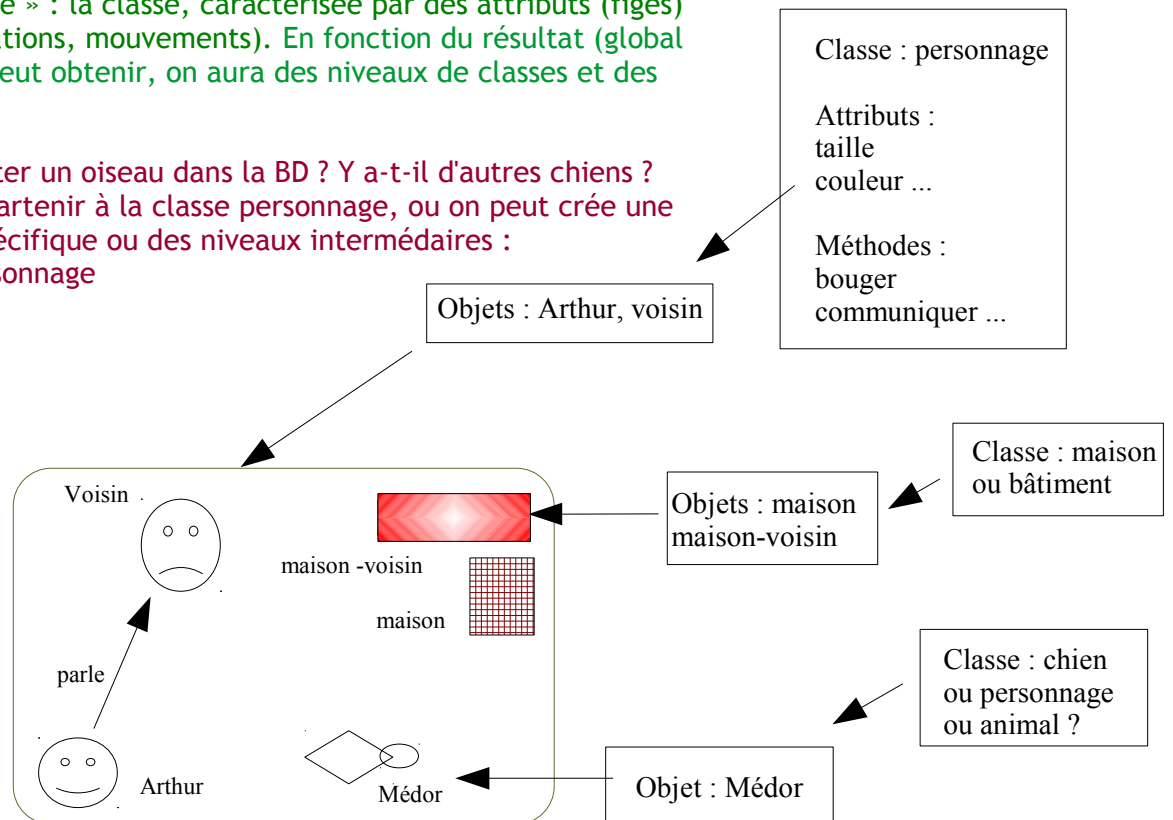 e » : la classe, caractérisée par des attributs (figés)
ations, mouvements). En fonction du résultat (global
peut obtenir, on aura des niveaux de classes et des
ter un oiseau dans la BD ? Y a-t-il d'autres chiens ?
artenir à la classe personnage, ou on peut crée une
écifique ou des niveaux intermédaires :
sonnage
Classe : personnage
Attributs :
taille
couleur ...
Méthodes :
bouger
communiquer ...
Objets : Arthur, voisin
Classe : maison
ou bâtiment
Objets : maison
maison-voisin
Voisin
maison -voisin
maison
parle
Arthur
Médor
Classe : chien
ou personnage
ou animal ?
Objet : Médor